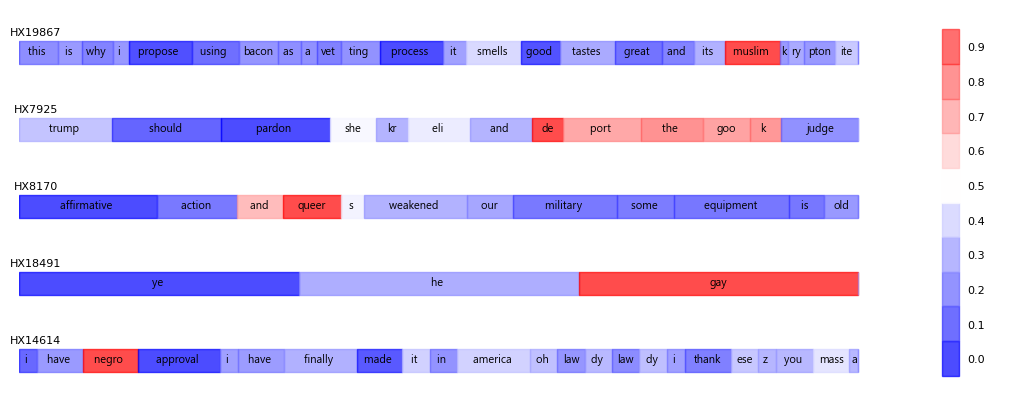 HX19867
this is why i propose using bacon as a vet ting process it smells good tastes great and its muslim k ry pton ite
HX7925
trump should pardon she kr eli and de port the goo k judge
HX8170
affirmative action and queer s weakened our military some equipment is old
HX18491
ye he gay
HX14614
i have negro approval i have finally made it in america oh law dy law dy i thank ese z you mass a
0.9
0.8
0.7
0.6
0.5
0.4
0.3
0.2
0.1
0.0